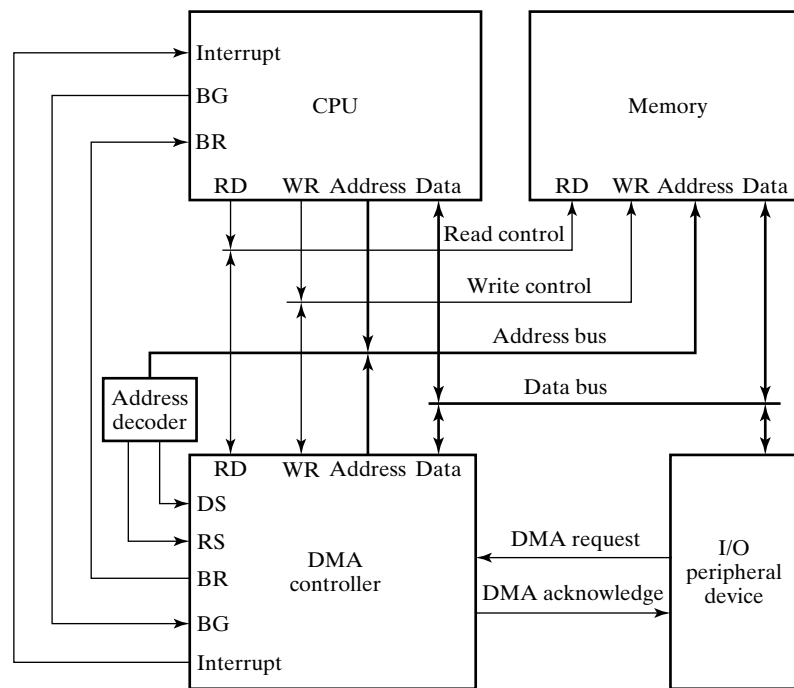 Interrupt
BG
CPU
Memory
BR
RD WR Address Data
RD WR Address Data
Read control
Write control
Address bus
Data bus
Address
decoder
RD WR Address Data
DS
RS
BR
BG
Interrupt
DMA
controller
DMA request
DMA acknowledge
I/O
peripheral
device